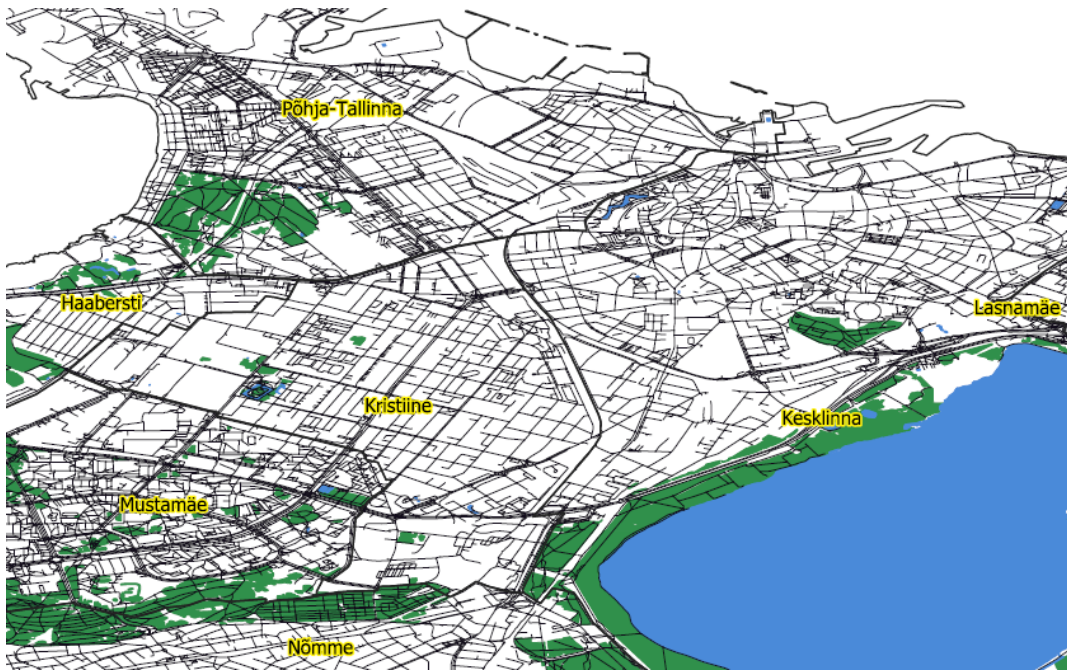 Põhja-Tallinna
Haabersti
Lasnamäe
Kristiine
Kesklinna
Mustamäe
Nõmme